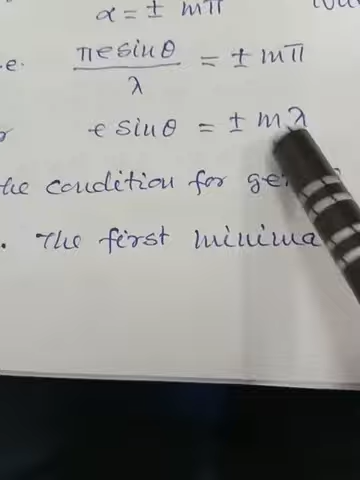 α = ± mπ
.e. πe sinθ / λ = ± mπ
e sinθ = ± mλ
the condition for
. The first minima